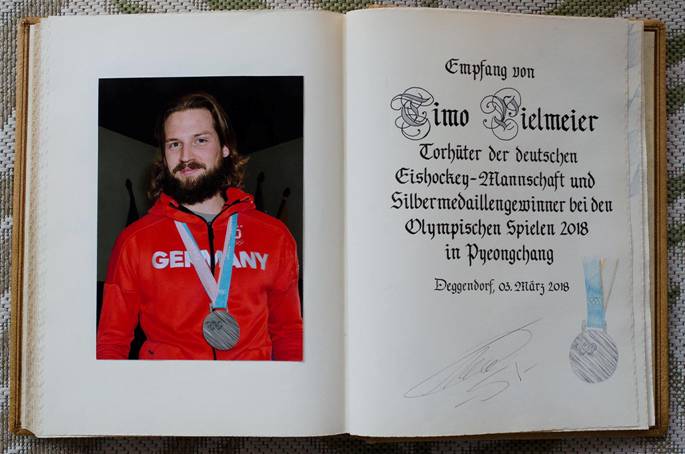 GERMANY
Empfang von
Timo Pielmeier
Torhüter der deutschen
Eishockey-Mannschaft und
Silbermedaillengewinner bei den
Olympischen Spielen 2018
in Pyeongchang
Deggendorf, 03. März 2018